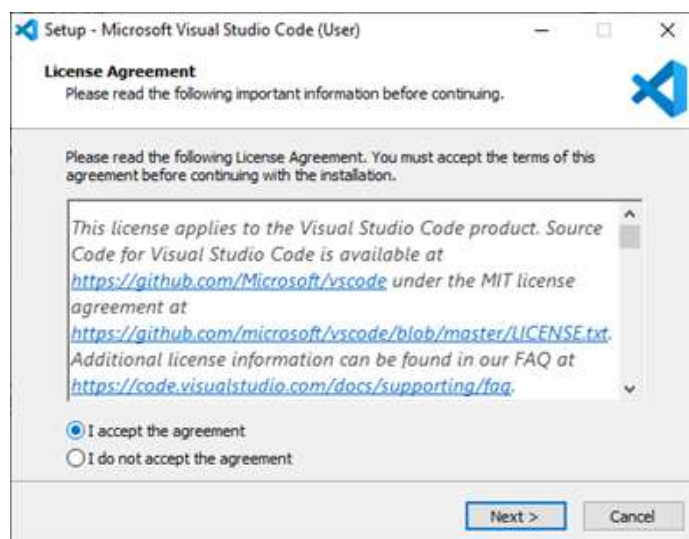 Setup - Microsoft Visual Studio Code (User)
License Agreement
Please read the following important information before continuing.
Please read the following License Agreement. You must accept the terms of this
agreement before continuing with the installation.
This license applies to the Visual Studio Code product. Source
Code for Visual Studio Code is available at
https://github.com/Microsoft/vscode under the MIT license
agreement at
https://github.com/microsoft/vscode/blob/master/LICENSE.txt.
Additional license information can be found in our FAQ at
https://code.visualstudio.com/docs/supporting/faq.
I accept the agreement
I do not accept the agreement
Next > Cancel